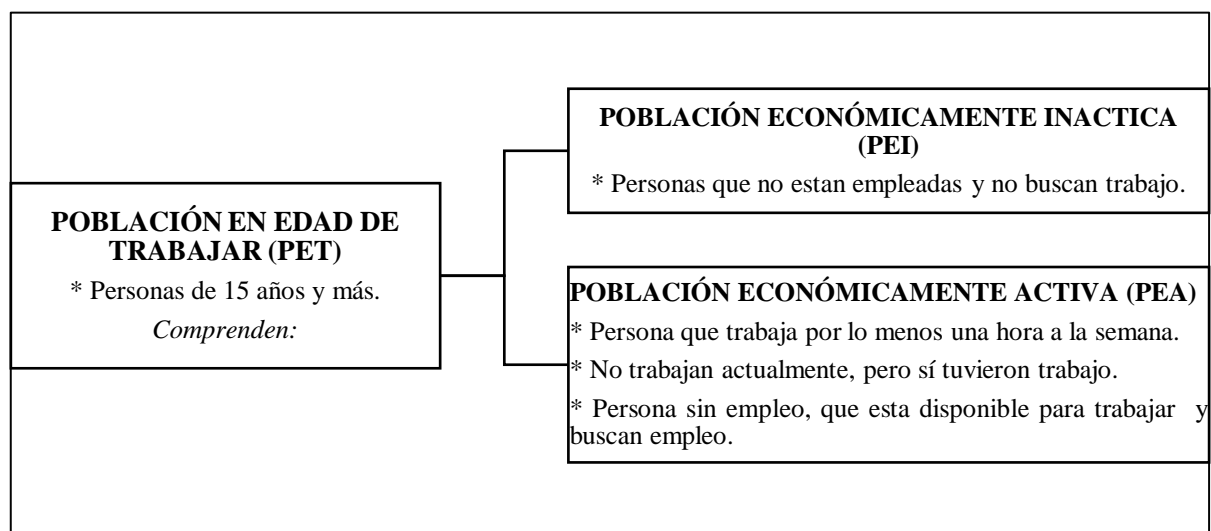 POBLACIÓN EN EDAD DE
TRABAJAR (PET)
* Personas de 15 años y más.
Comprenden:
POBLACIÓN ECONÓMICAMENTE INACTICA
(PEI)
* Personas que no estan empleadas y no buscan trabajo.
POBLACIÓN ECONÓMICAMENTE ACTIVA (PEA)
* Persona que trabaja por lo menos una hora a la semana.
* No trabajan actualmente, pero sí tuvieron trabajo.
* Persona sin empleo, que esta disponible para trabajar y
buscan empleo.